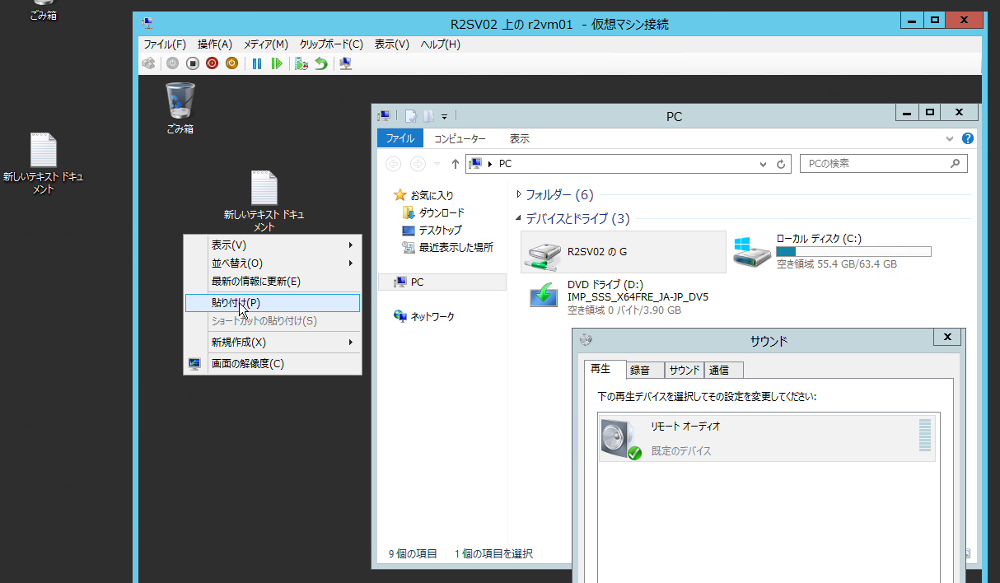 ごみ箱
新しいテキスト ドキュ
メント
R2SV02 上の r2vm01 - 仮想マシン接続
ファイル(F) 操作(A) メディア(M) クリップボード(C) 表示(V) ヘルプ(H)
ごみ箱
新しいテキスト ドキュ
メント
表示(V)
並べ替え(O)
最新の情報に更新(E)
貼り付け(P)
ショートカットの貼り付け(S)
新規作成(X)
画面の解像度(C)
PC
ファイル コンピューター 表示
PC
PCの検索
お気に入り
ダウンロード
デスクトップ
最近表示した場所
PC
ネットワーク
フォルダー (6)
デバイスとドライブ (3)
R2SV02 の G
ローカル ディスク (C:)
空き領域 55.4 GB/63.4 GB
DVD ドライブ (D:)
IMP_SSS_X64FRE_JA-JP_DV5
空き領域 0 バイト/3.90 GB
9 個の項目 1 個の項目を選択
サウンド
再生 録音 サウンド 通信
下の再生デバイスを選択してその設定を変更してください:
リモート オーディオ
既定のデバイス